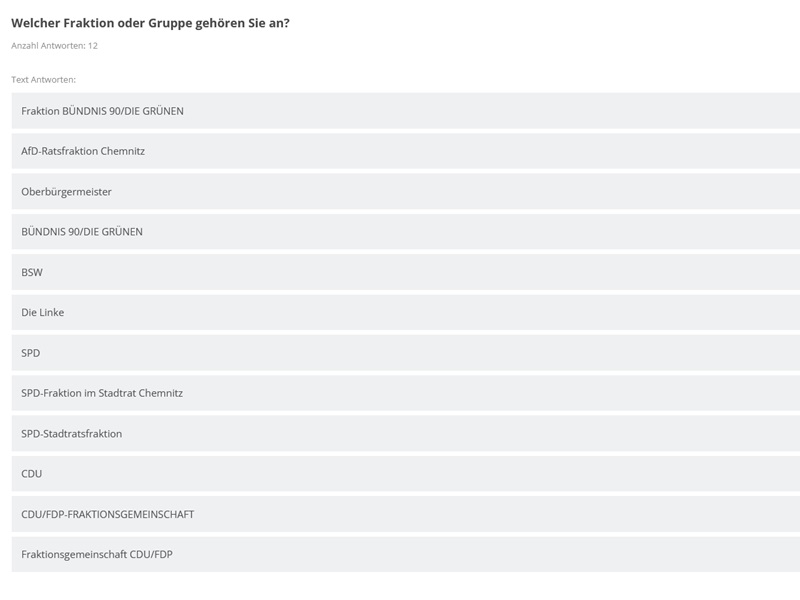 Welcher Fraktion oder Gruppe gehören Sie an?
Anzahl Antworten: 12
Text Antworten:
Fraktion BÜNDNIS 90/DIE GRÜNEN
AfD-Ratsfraktion Chemnitz
Oberbürgermeister
BÜNDNIS 90/DIE GRÜNEN
BSW
Die Linke
SPD
SPD-Fraktion im Stadtrat Chemnitz
SPD-Stadtratsfraktion
CDU
CDU/FDP-FRAKTIONSGEMEINSCHAFT
Fraktionsgemeinschaft CDU/FDP